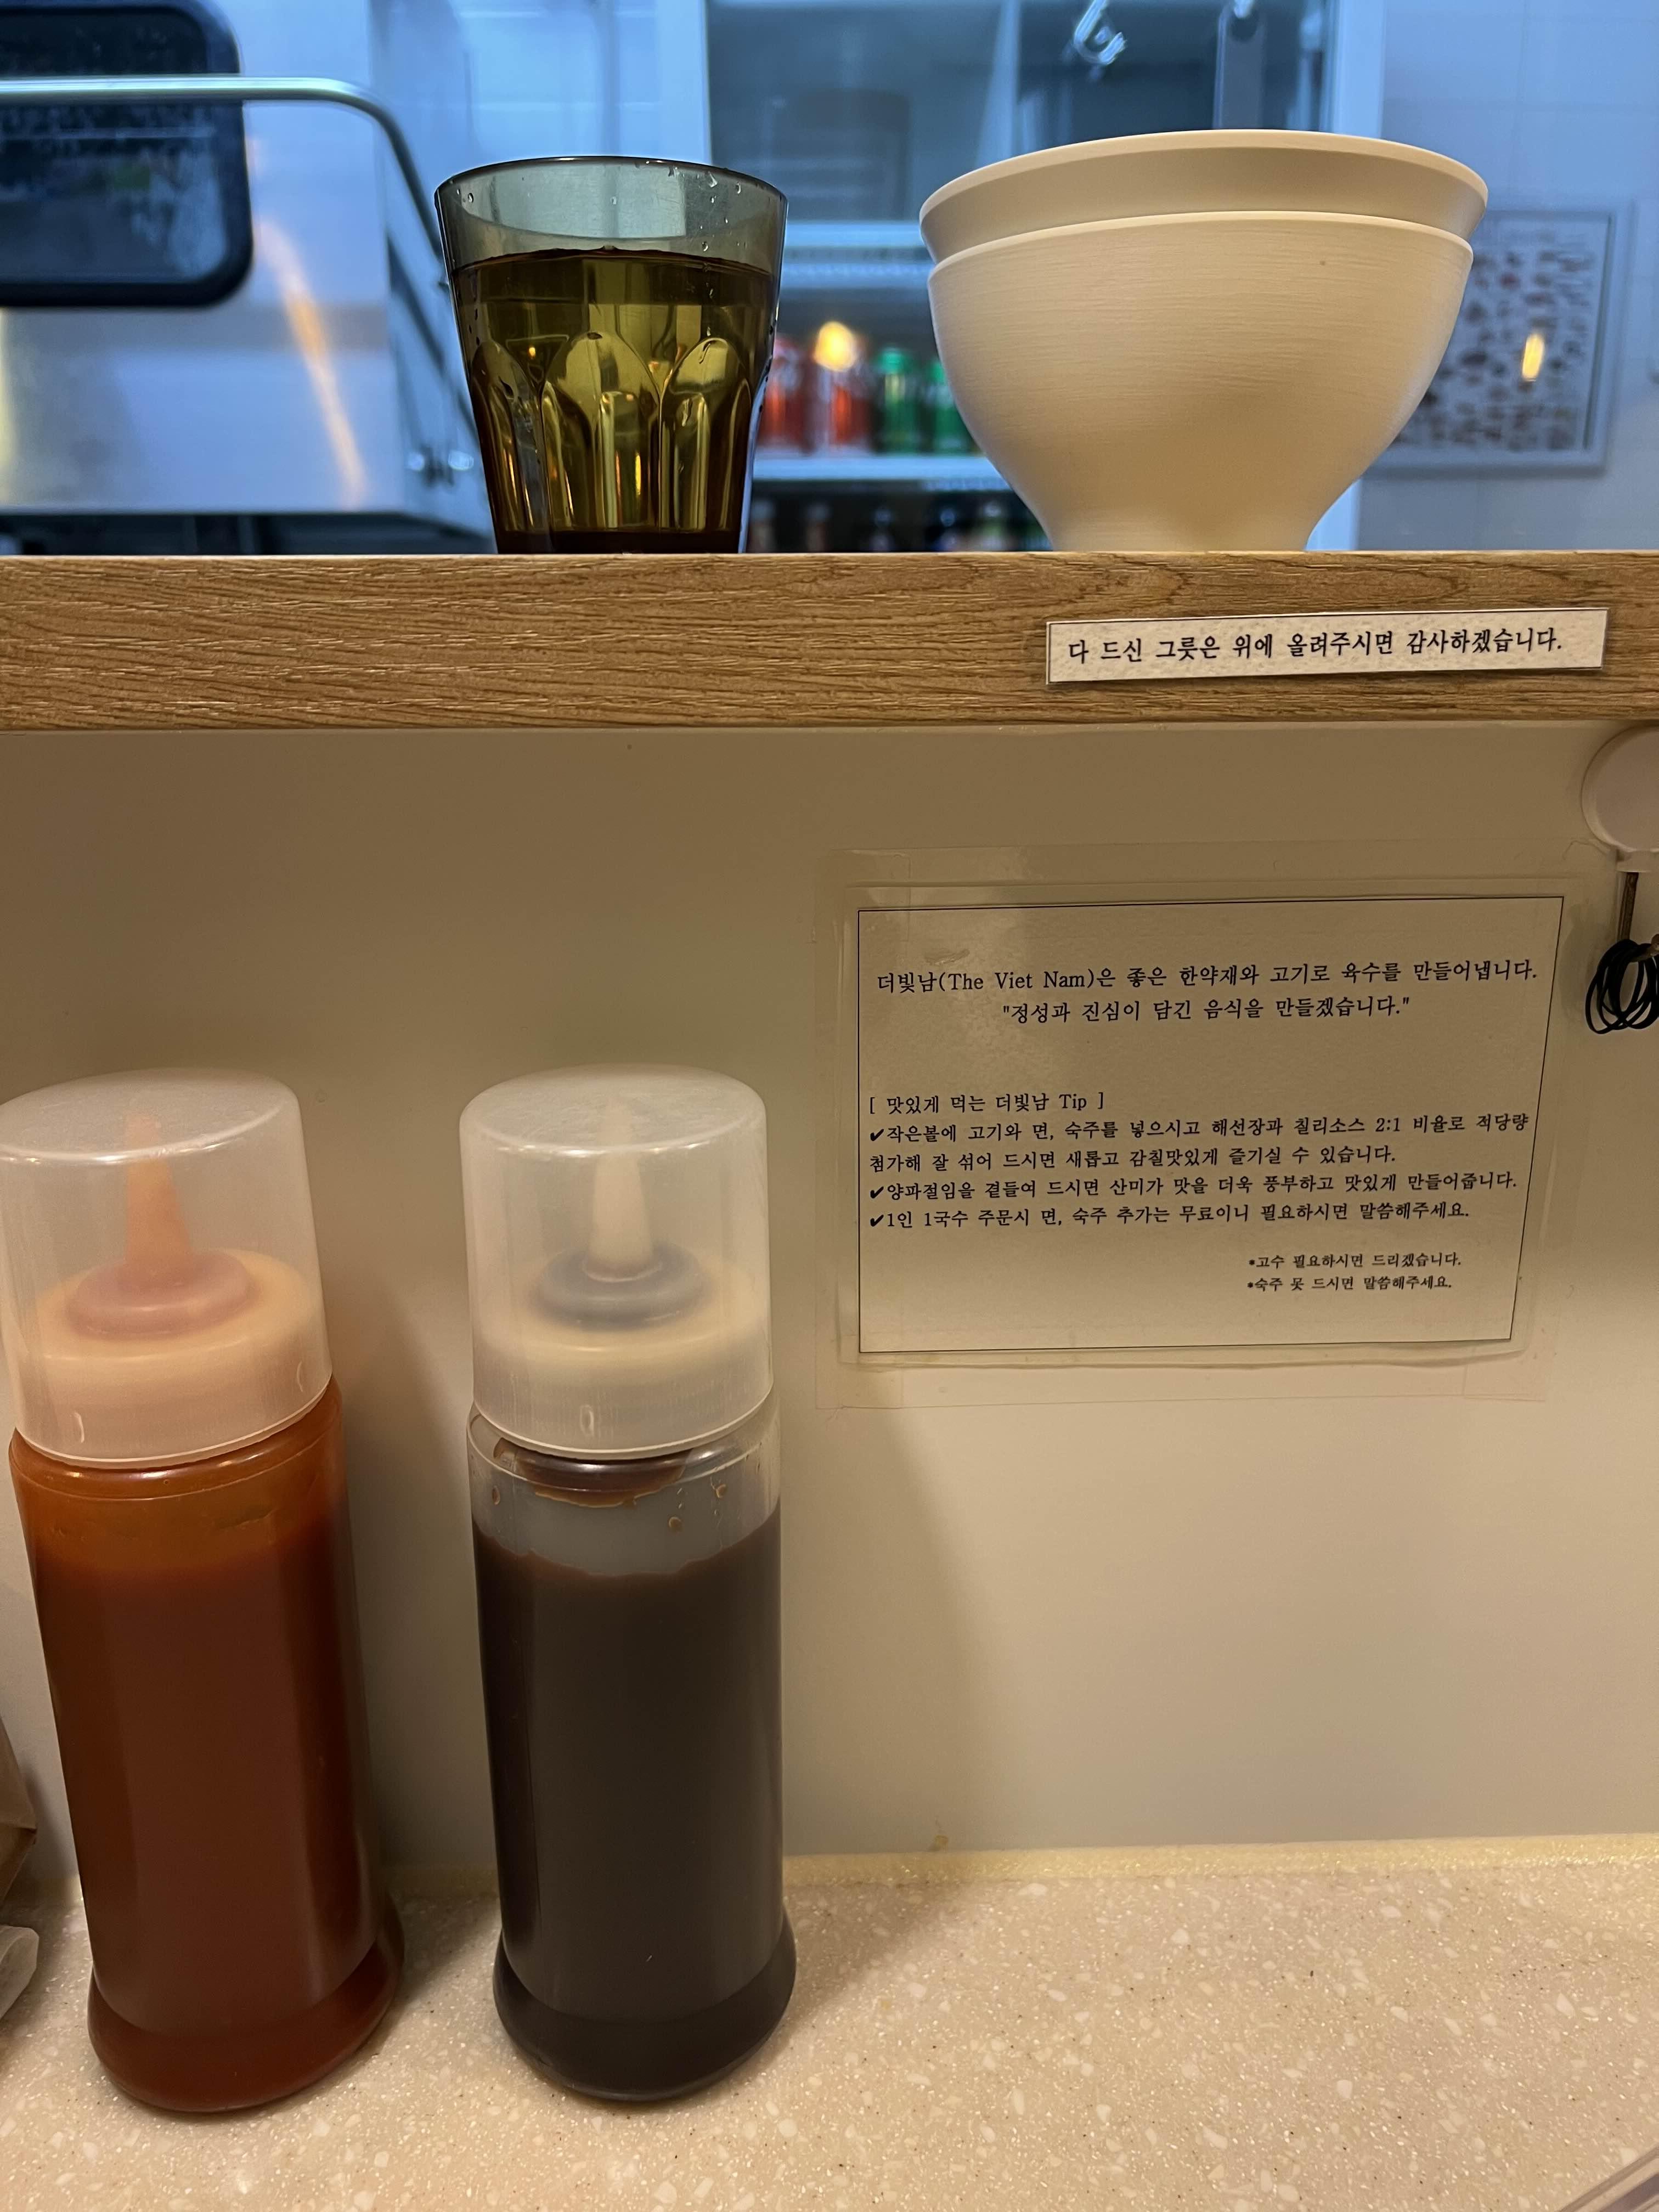 다 드신 그릇은 위에 올려주시면 감사하겠습니다.
더빛남(The Viet Nam)은 좋은 한약재와 고기로 육수를 만들어냅니다.
"정성과 진심이 담긴 음식을 만들겠습니다."
[ 맛있게 먹는 더빛남 Tip ]
✔작은볼에 고기와 면, 숙주를 넣으시고 해선장과 칠리소스 2:1 비율로 적당량
첨가해 잘 섞어 드시면 새롭고 감칠맛있게 즐기실 수 있습니다.
✔양파절임을 곁들여 드시면 산미가 맛을 더욱 풍부하고 맛있게 만들어줍니다.
✔1인 1국수 주문시 면, 숙주 추가는 무료이니 필요하시면 말씀해주세요.
*고수 필요하시면 드리겠습니다.
*숙주 못 드시면 말씀해주세요.